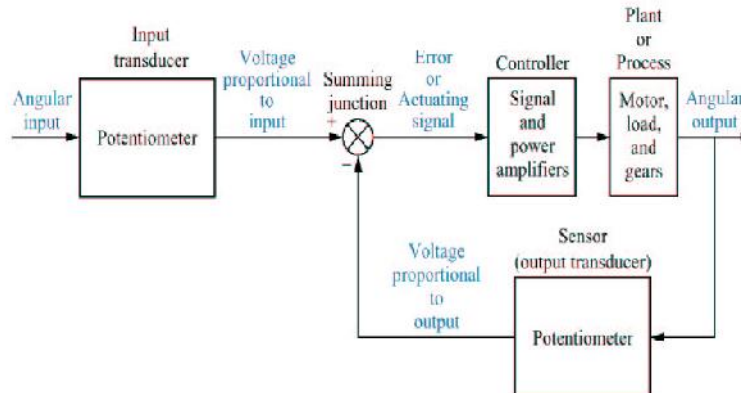 Input
transducer
Angular
input
Potentiometer
Voltage
proportional
to
input
Summing
junction
+
−
Error
or
Actuating
signal
Controller
Signal
and
power
amplifiers
Plant
or
Process
Motor,
load,
and
gears
Angular
output
Voltage
proportional
to
output
Sensor
(output transducer)
Potentiometer